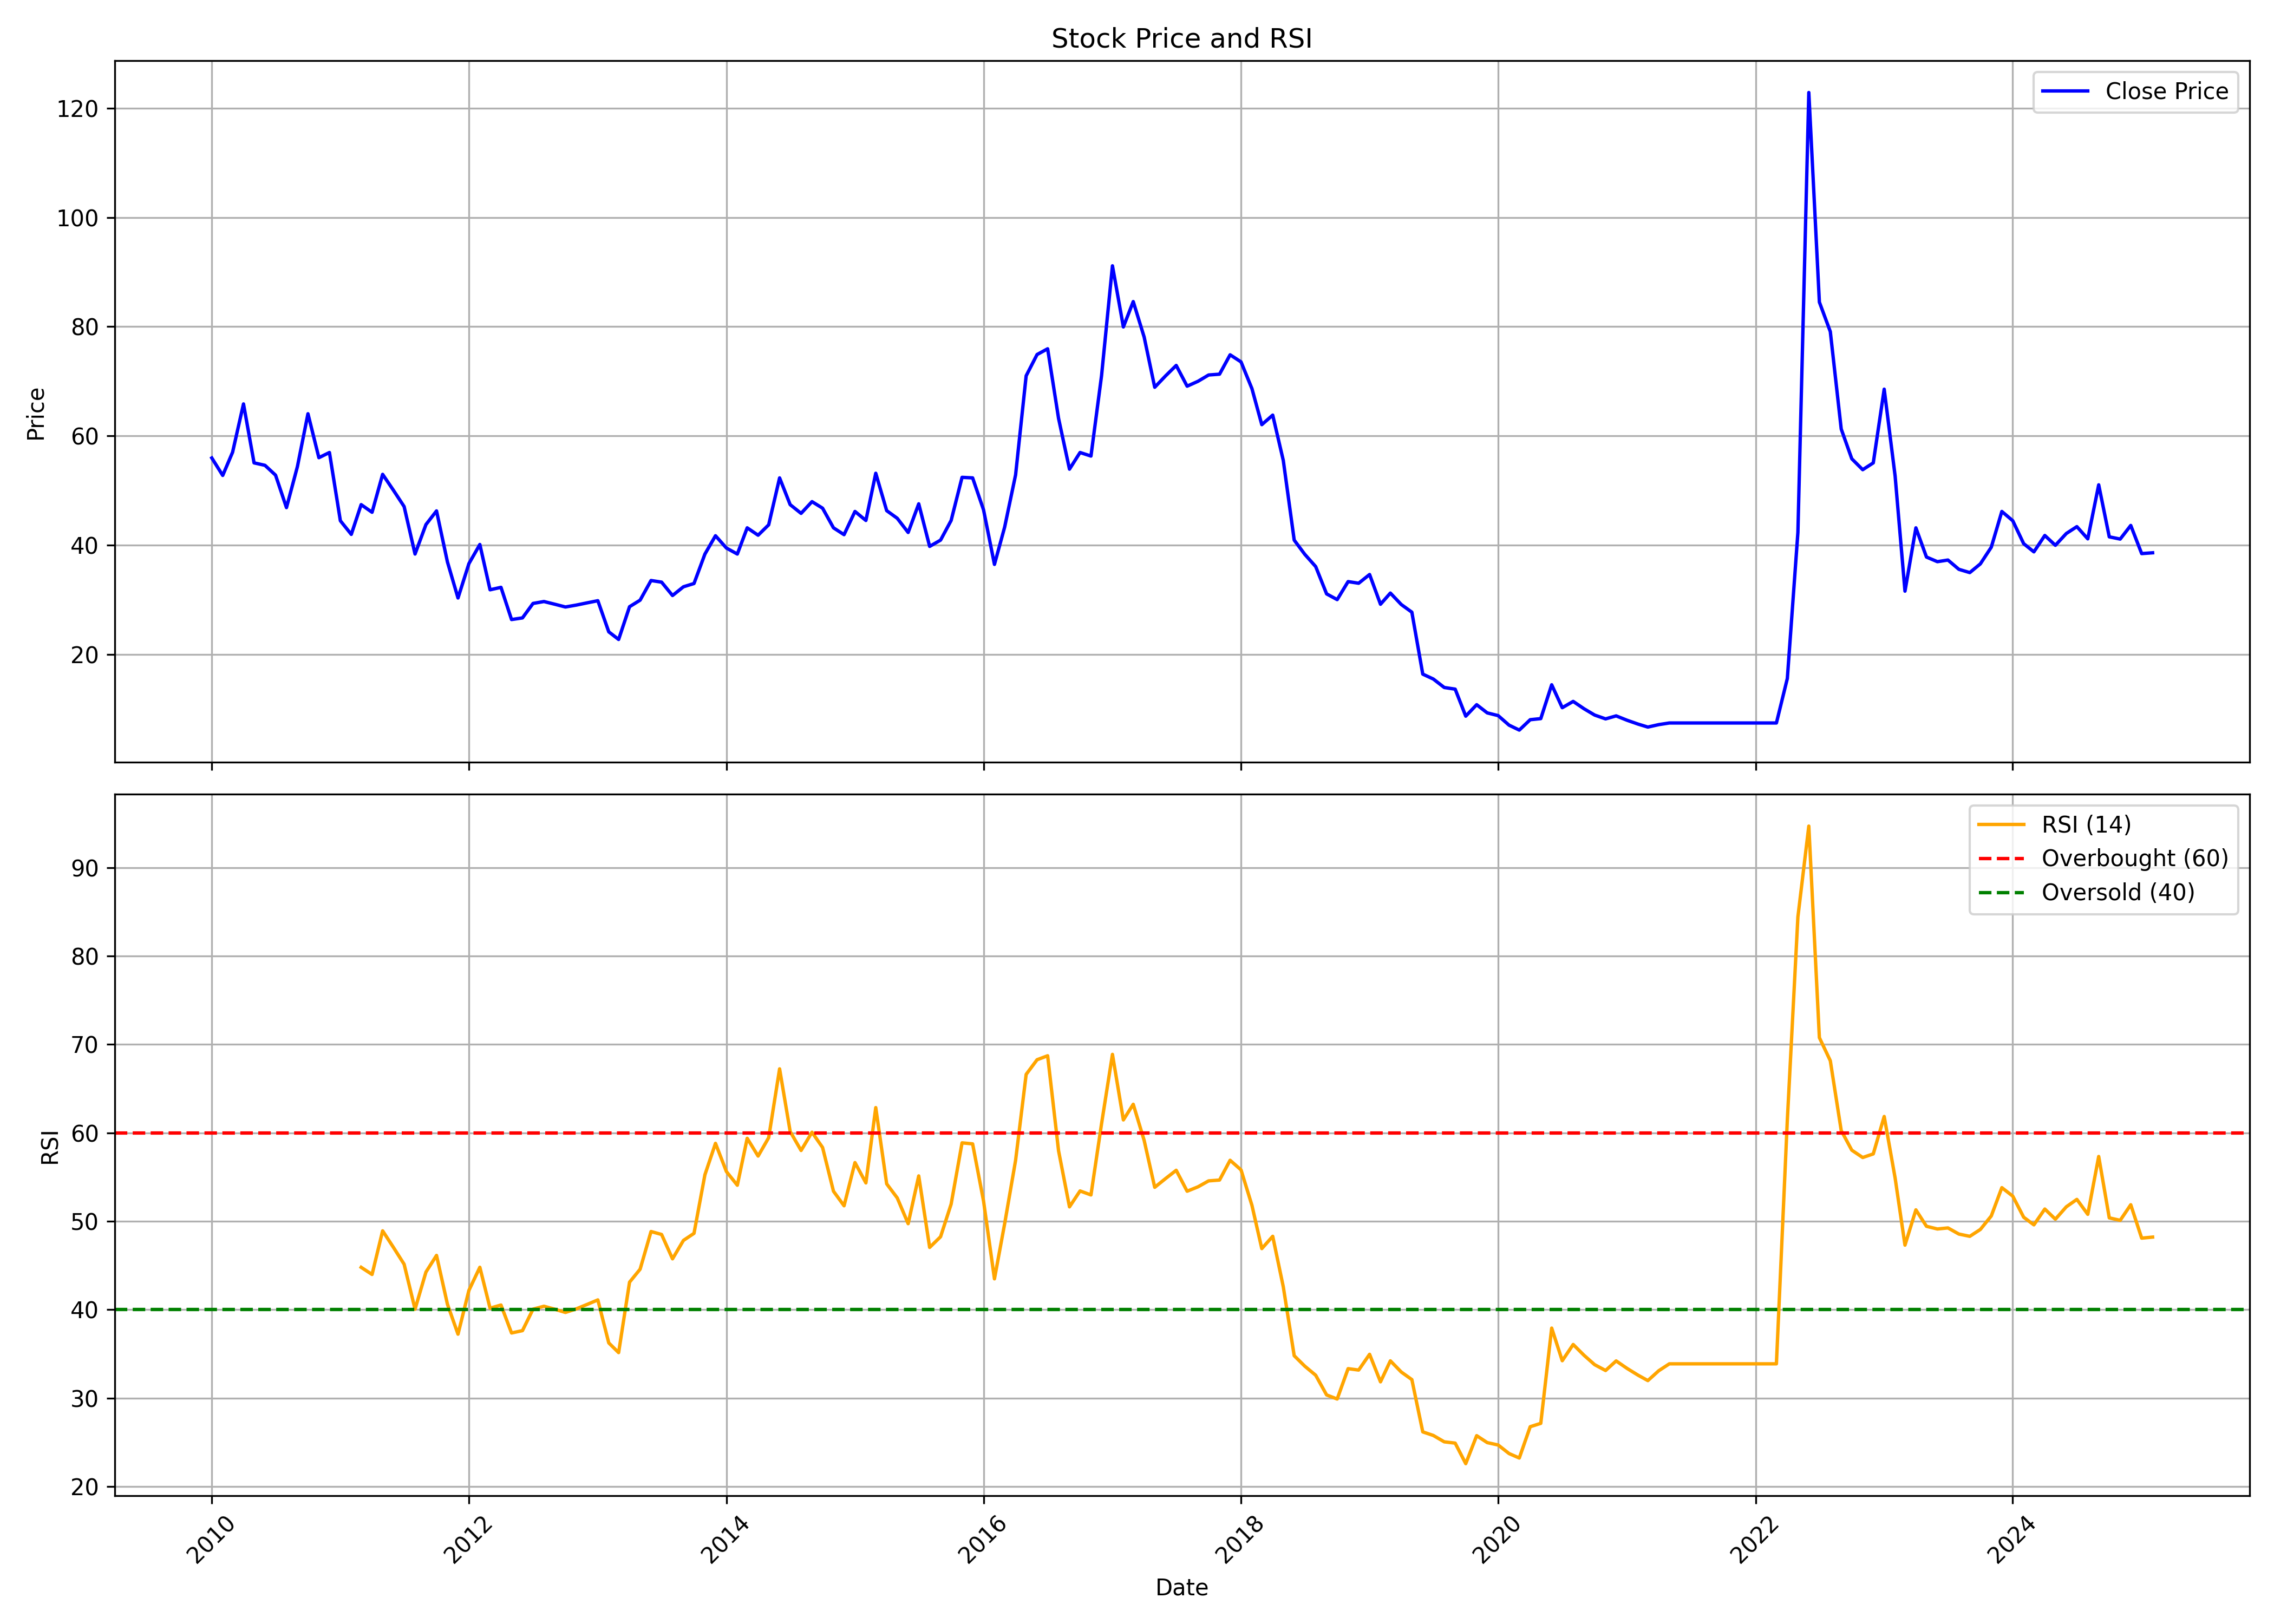 Stock Price and RSI
Close Price
120
100
80
60
40
20
Price
RSI (14)
Overbought (60)
Oversold (40)
90
80
70
60
50
40
30
20
RSI
2010
2012
2014
2016
2018
2020
2022
2024
Date